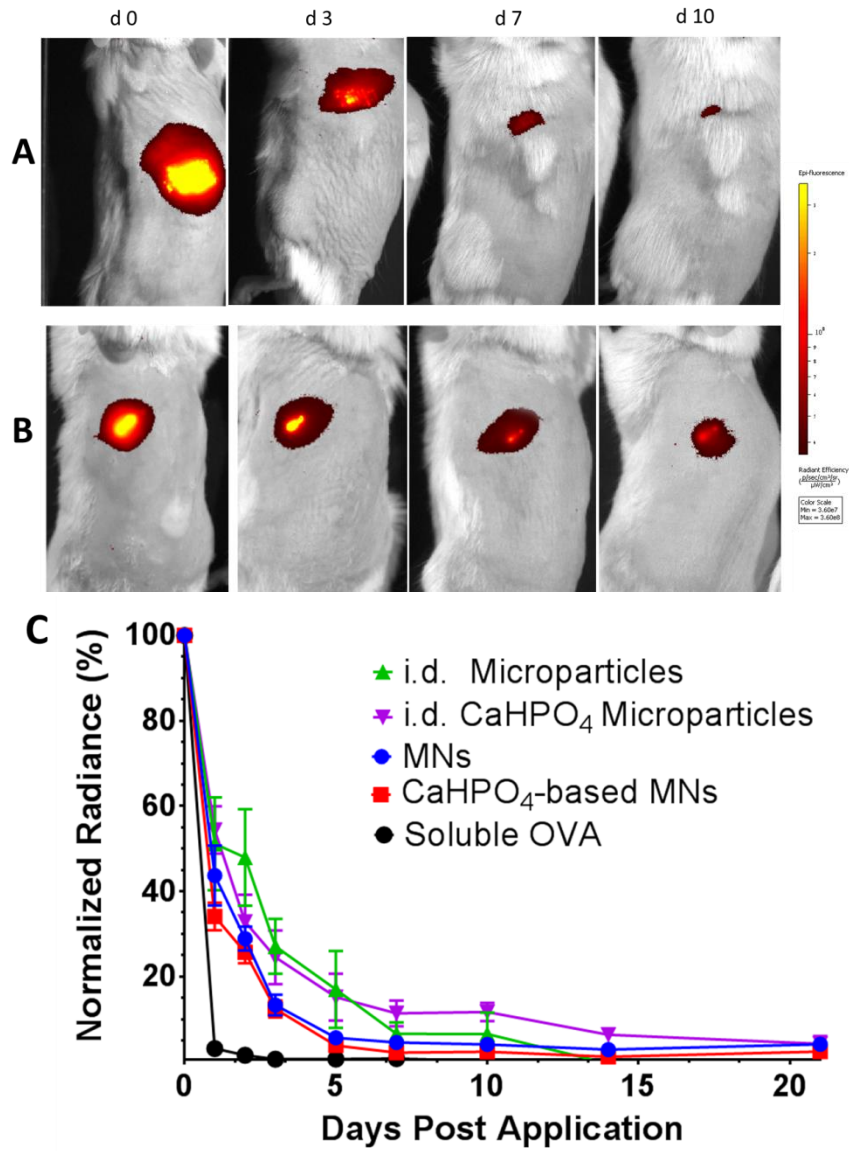 d 0 d 3 d 7 d 10
A
Epi-fluorescence
10⁸
B
Radiant Efficiency
Color Scale
Min = 3.60e7
Max = 3.60e8
C
Normalized Radiance (%)
100
80
60
40
20
i.d. Microparticles
i.d. CaHPO₄ Microparticles
MNs
CaHPO₄-based MNs
Soluble OVA
0 5 10 15 20
Days Post Application